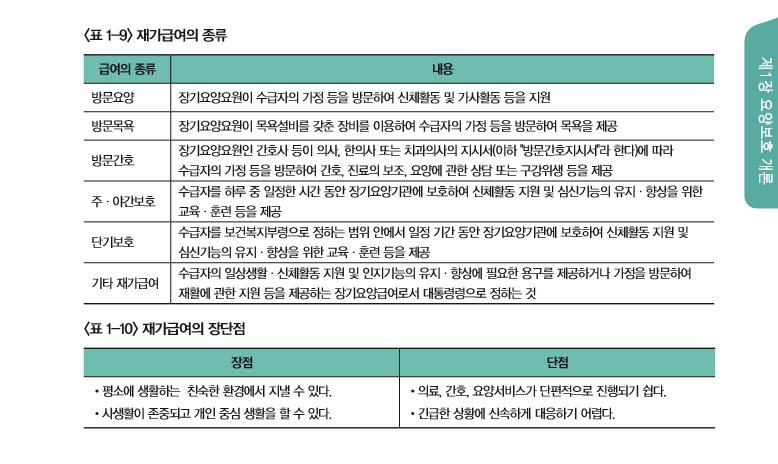 <표 1-9> 재가급여의 종류
급여의 종류 내용
방문요양 장기요양요원이 수급자의 가정 등을 방문하여 신체활동 및 가사활동 등을 지원
방문목욕 장기요양요원이 목욕설비를 갖춘 장비를 이용하여 수급자의 가정 등을 방문하여 목욕을 제공
방문간호 장기요양요원인 간호사 등이 의사, 한의사 또는 치과의사의 지시서(이하 "방문간호지시서"라 한다)에 따라
수급자의 가정 등을 방문하여 간호, 진료의 보조, 요양에 관한 상담 또는 구강위생 등을 제공
주·야간보호 수급자를 하루 중 일정한 시간 동안 장기요양기관에 보호하여 신체활동 지원 및 심신기능의 유지·향상을 위한
교육·훈련 등을 제공
단기보호 수급자를 보건복지부령으로 정하는 범위 안에서 일정 기간 동안 장기요양기관에 보호하여 신체활동 지원 및
심신기능의 유지·향상을 위한 교육·훈련 등을 제공
기타 재가급여 수급자의 일상생활·신체활동 지원 및 인지기능의 유지·향상에 필요한 용구를 제공하거나 가정을 방문하여
재활에 관한 지원 등을 제공하는 장기요양급여로서 대통령령으로 정하는 것
<표 1-10> 재가급여의 장단점
장점 단점
• 평소에 생활하는 친숙한 환경에서 지낼 수 있다. • 의료, 간호, 요양서비스가 단편적으로 진행되기 쉽다.
• 사생활이 존중되고 개인 중심 생활을 할 수 있다. • 긴급한 상황에 신속하게 대응하기 어렵다.
제1장 요양보호 개론